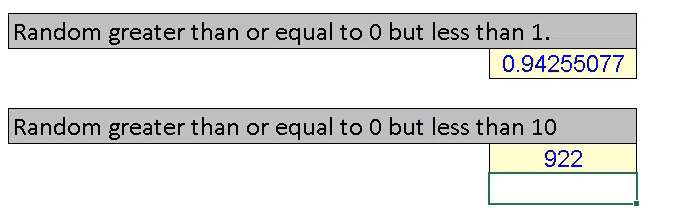 Random greater than or equal to 0 but less than 1.
0.94255077
Random greater than or equal to 0 but less than 10
922